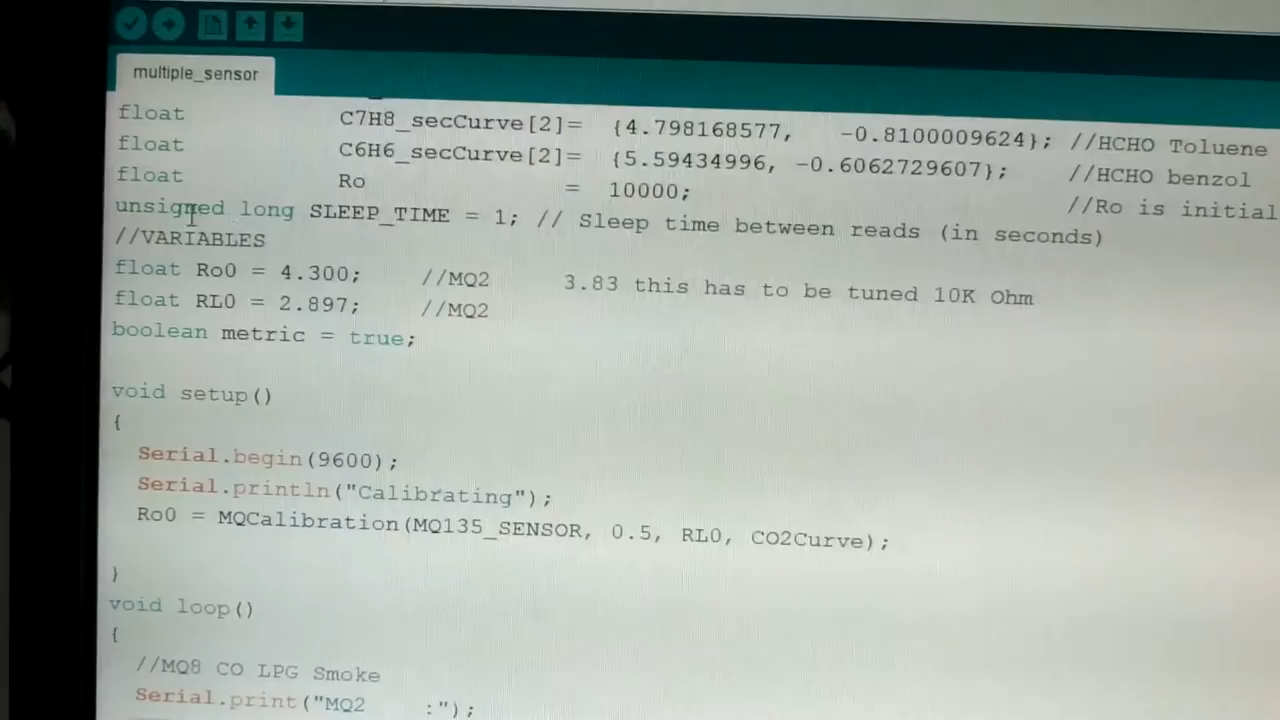 multiple_sensor
float C7H8_secCurve[2]= {4.798168577, -0.8100009624}; //HCHO Toluene
float C6H6_secCurve[2]= {5.59434996, -0.6062729607}; //HCHO benzol
float Ro = 10000; //Ro is initial
unsigned long SLEEP_TIME = 1; // Sleep time between reads (in seconds)
//VARIABLES
float Ro0 = 4.300; //MQ2 3.83 this has to be tuned 10K Ohm
float RL0 = 2.897; //MQ2
boolean metric = true;
void setup()
{
Serial.begin(9600);
Serial.println("Calibrating");
Ro0 = MQCalibration(MQ135_SENSOR, 0.5, RL0, CO2Curve);
}
void loop()
{
//MQ8 CO LPG Smoke
Serial.print("MQ2 :");